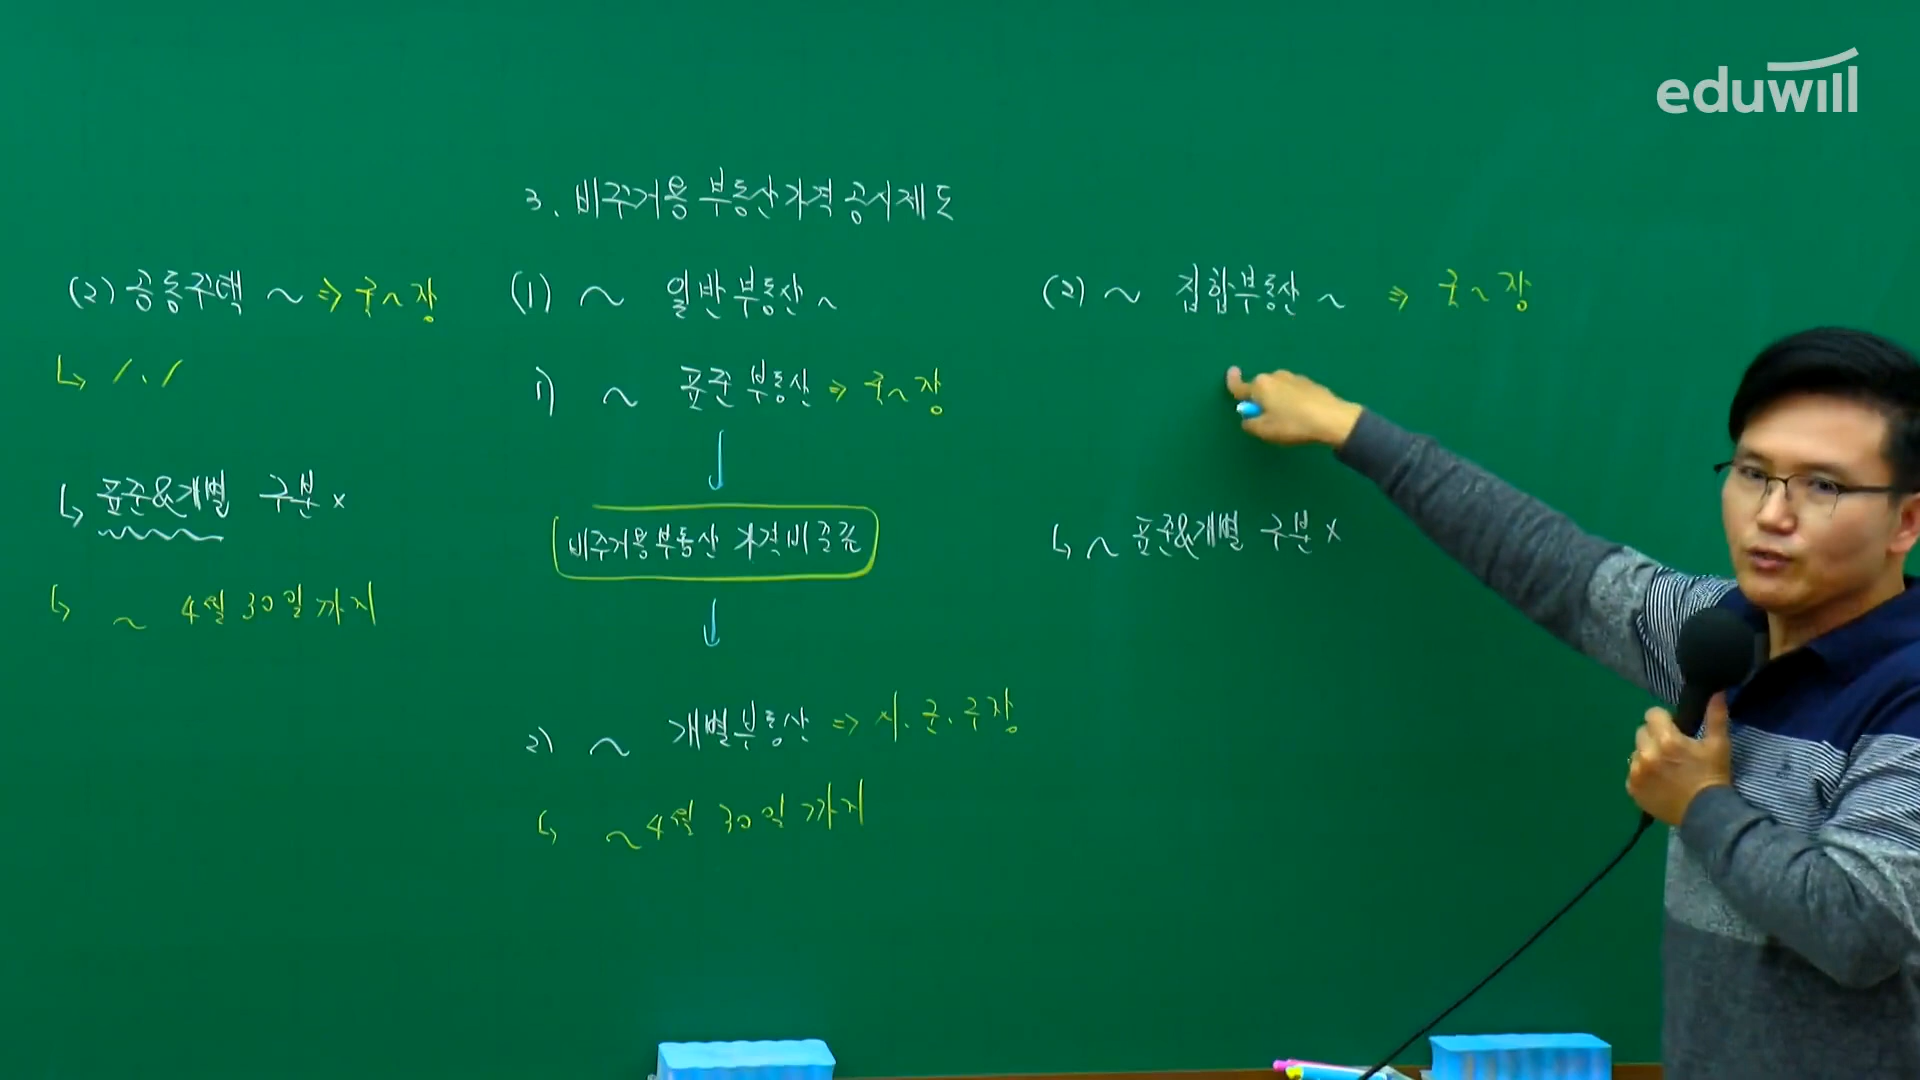 eduwill
(2) 공동주택 ~ ⇒ 국~장
↳ 1.1
↳ 표준&개별 구분 x
↳ ~ 4월 30일까지
3. 비주거용 부동산가격공시제도
(1) ~ 일반부동산~
1) ~ 표준부동산 ⇒ 국~장
↓
비주거용부동산 가격비준표
↓
2) ~ 개별부동산 ⇒ 시.군.구장
↳ ~ 4월 30일까지
(2) ~ 집합부동산 ~ ⇒ 국~장
↳ ~ 표준&개별 구분 x